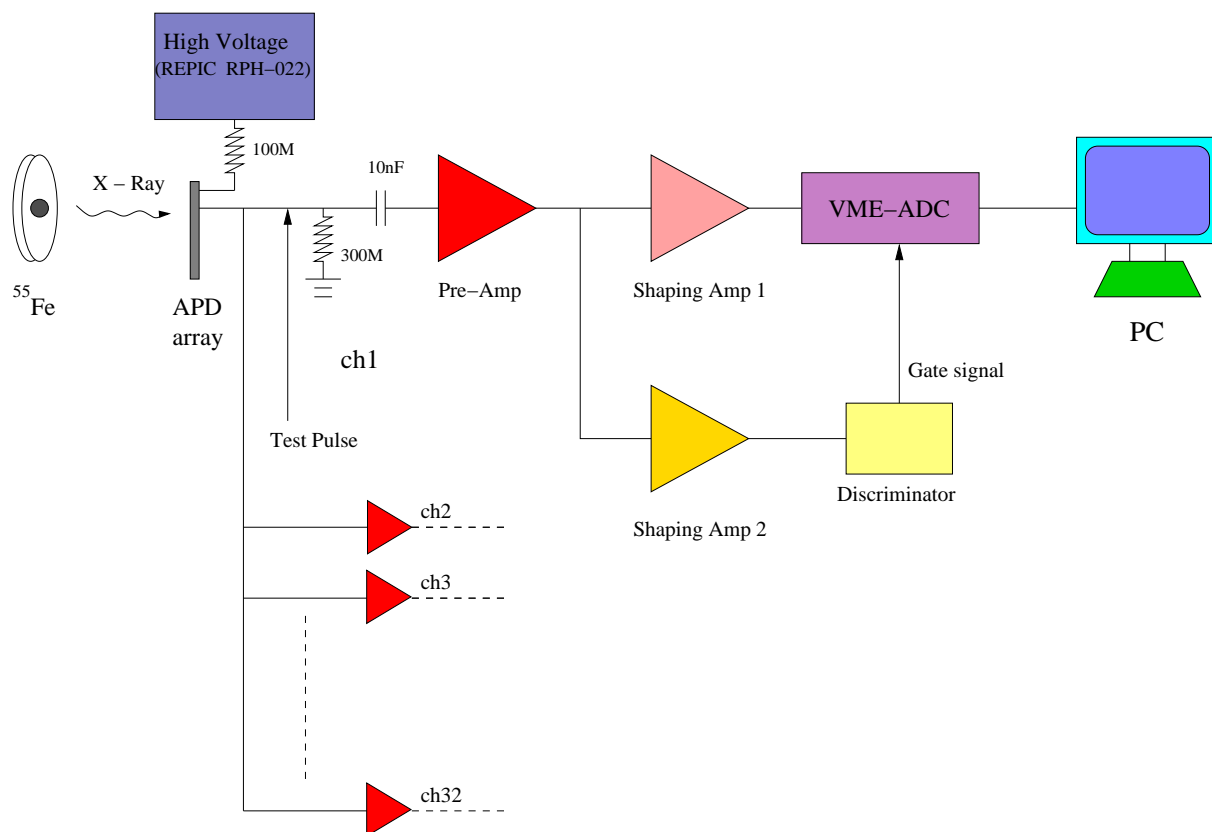 High Voltage
(REPIC RPH−022)
100M
X − Ray
10nF
VME−ADC
300M
55Fe
APD
array
Pre−Amp
Shaping Amp 1
PC
ch1
Gate signal
Test Pulse
Discriminator
Shaping Amp 2
ch2
ch3
ch32